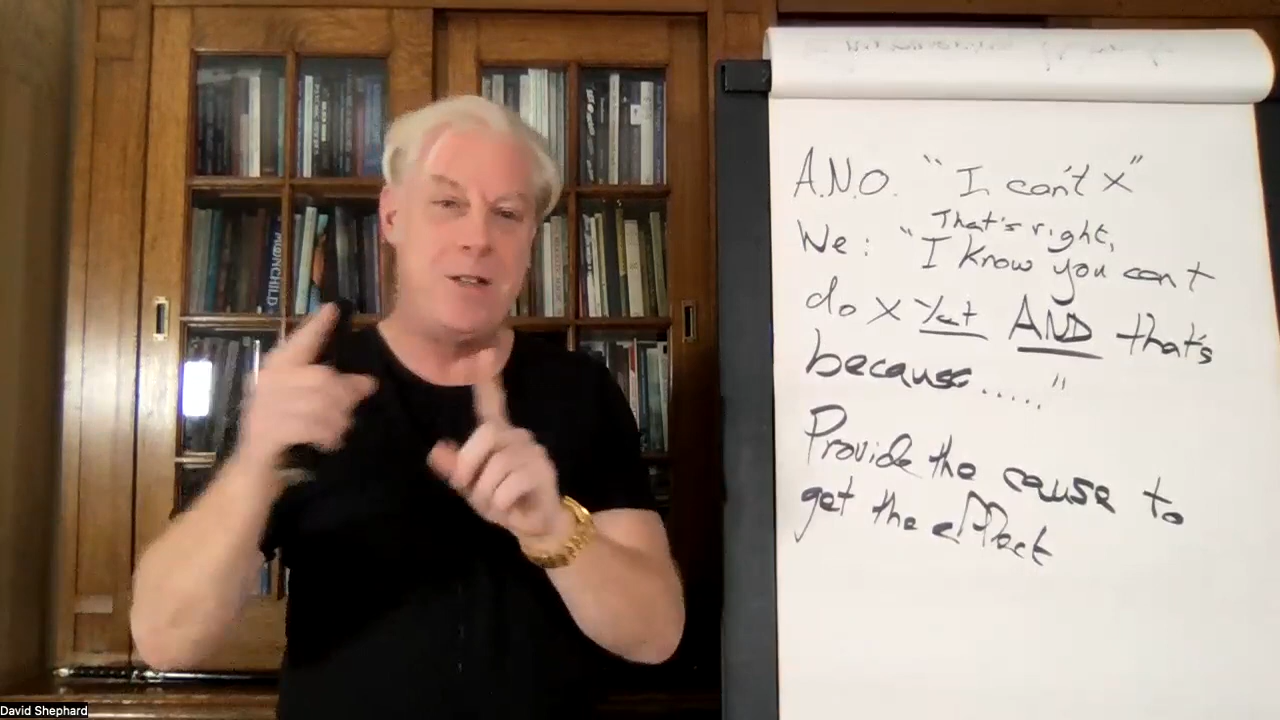 A.N.O. "I can't X"
That's right,
We: "I know you can't
do X Yet AND that's
because....."
Provide the cause to
get the effect
MOONCHILD
David Shephard